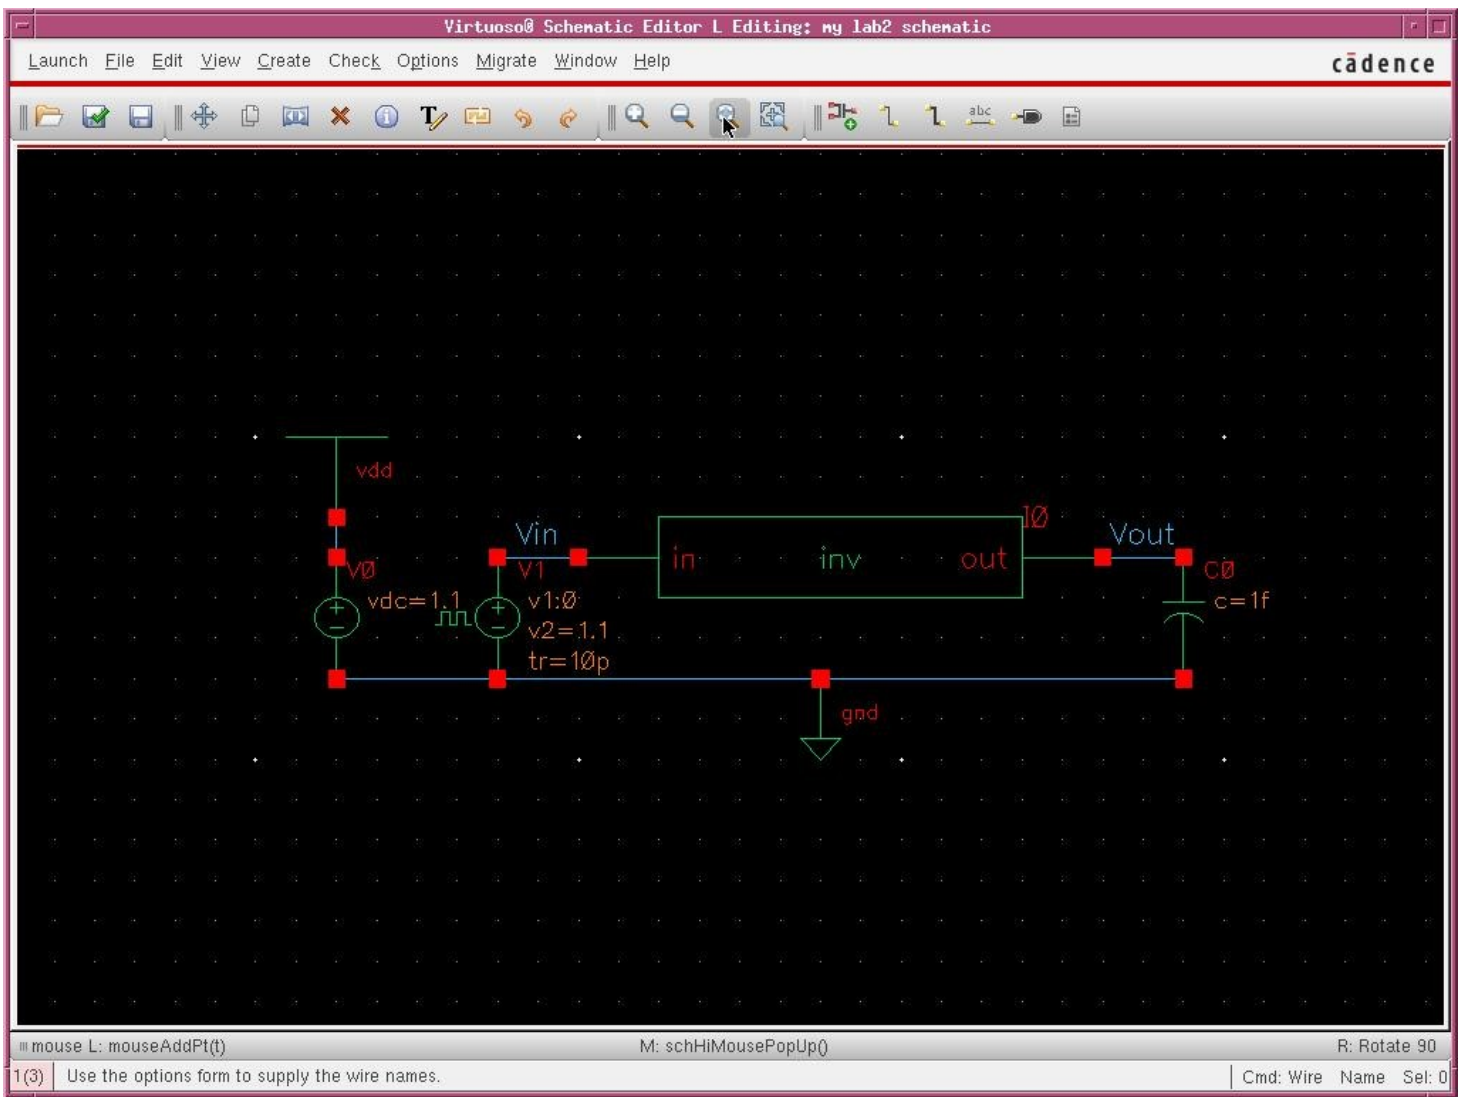 Virtuoso® Schematic Editor L Editing: my lab2 schematic
Launch File Edit View Create Check Options Migrate Window Help
cādence
T
abc
vdd
Vin
I0
Vout
in
inv
out
V0
V1
C0
vdc=1.1
v1:0
c=1f
v2=1.1
tr=10p
gnd
mouse L: mouseAddPt(t)
M: schHiMousePopUp()
R: Rotate 90
1(3)
Use the options form to supply the wire names.
Cmd: Wire Name Sel: 0